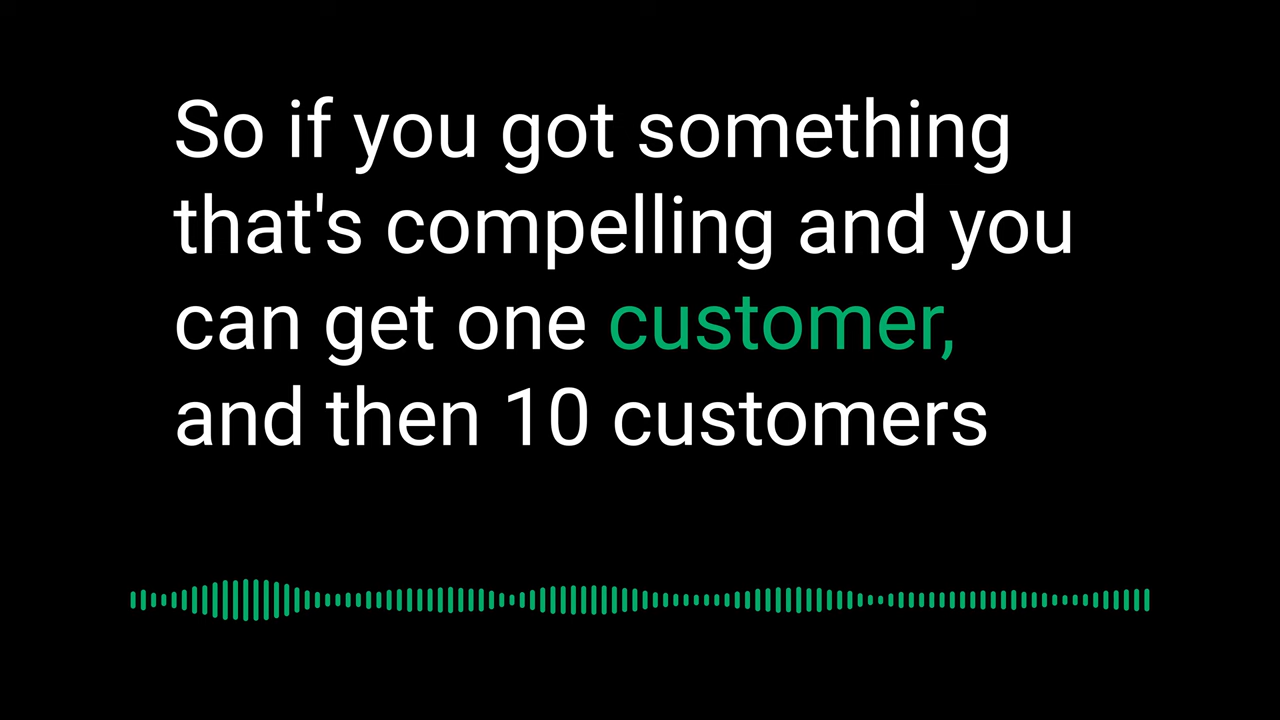 So if you got something
that's compelling and you
can get one customer,
and then 10 customers